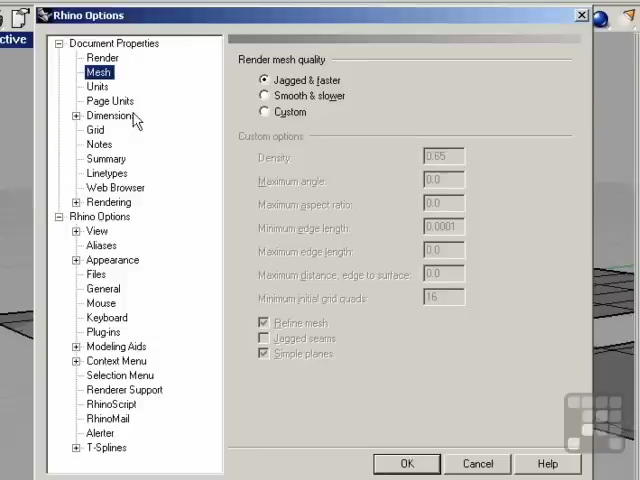 Rhino Options
ctive
Document Properties
Render
Mesh
Units
Page Units
Dimension
Grid
Notes
Summary
Linetypes
Web Browser
Rendering
Rhino Options
View
Aliases
Appearance
Files
General
Mouse
Keyboard
Plug-ins
Modeling Aids
Context Menu
Selection Menu
Renderer Support
RhinoScript
RhinoMail
Alerter
T-Splines
Render mesh quality
Jagged & faster
Smooth & slower
Custom
Custom options
Density: 0.65
Maximum angle: 0.0
Maximum aspect ratio: 0.0
Minimum edge length: 0.0001
Maximum edge length: 0.0
Maximum distance, edge to surface: 0.0
Minimum initial grid quads: 16
Refine mesh
Jagged seams
Simple planes
OK Cancel Help